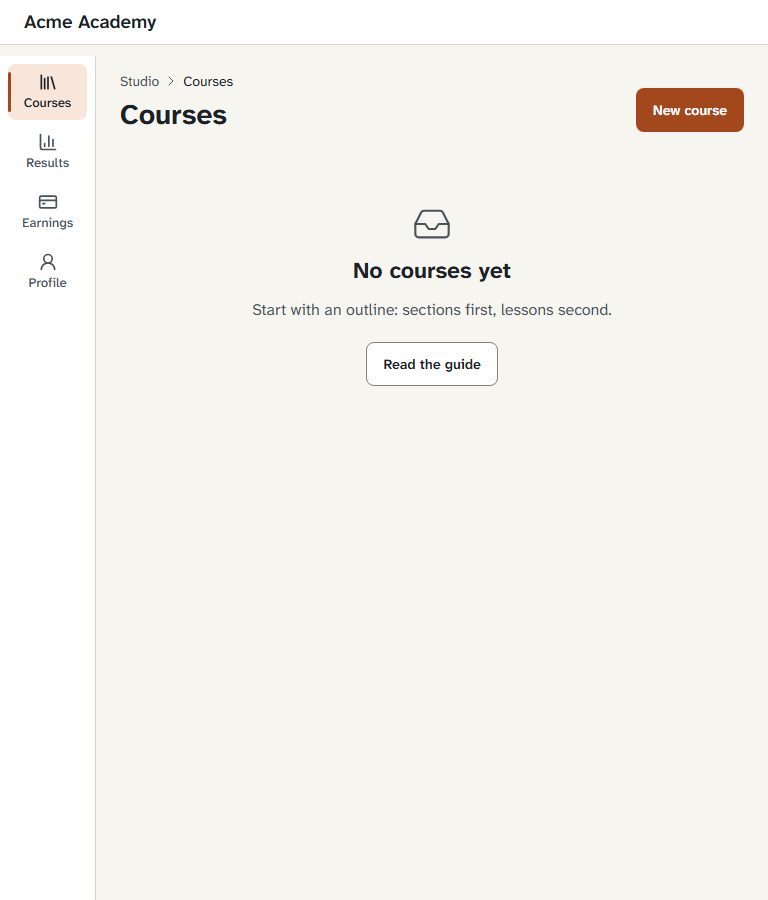 Acme Academy
Courses
Results
Earnings
Profile
Studio > Courses
Courses
New course
No courses yet
Start with an outline: sections first, lessons second.
Read the guide